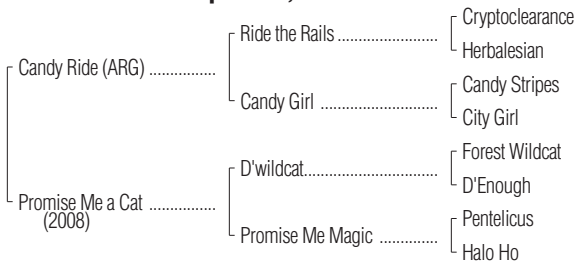 Cryptoclearance
Ride the Rails
Herbalesian
Candy Ride (ARG)
Candy Stripes
Candy Girl
City Girl
Forest Wildcat
D'wildcat
D'Enough
Promise Me a Cat
(2008)
Pentelicus
Promise Me Magic
Halo Ho